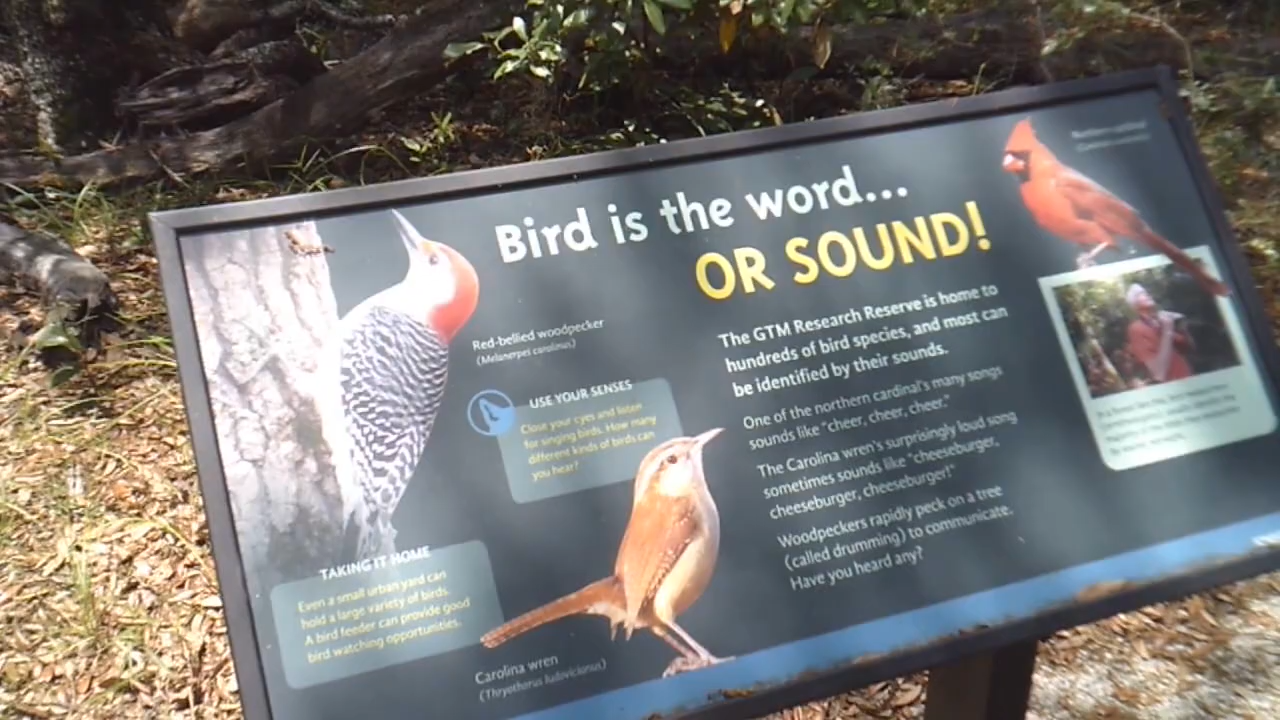 Bird is the word...
OR SOUND!
Northern cardinal
Red-bellied woodpecker
(Melanerpes carolinus)
The GTM Research Reserve is home to
hundreds of bird species, and most can
be identified by their sounds.
USE YOUR SENSES
Close your eyes and listen
for singing birds. How many
different kinds of birds can
you hear?
One of the northern cardinal's many songs
sounds like "cheer, cheer, cheer."
The Carolina wren's surprisingly loud song
sometimes sounds like "cheeseburger,
cheeseburger, cheeseburger!"
Woodpeckers rapidly peck on a tree
(called drumming) to communicate.
Have you heard any?
TAKING IT HOME
Even a small urban yard can
hold a large variety of birds.
A bird feeder can provide good
bird watching opportunities.
Carolina wren
(Thryothorus ludovicianus)